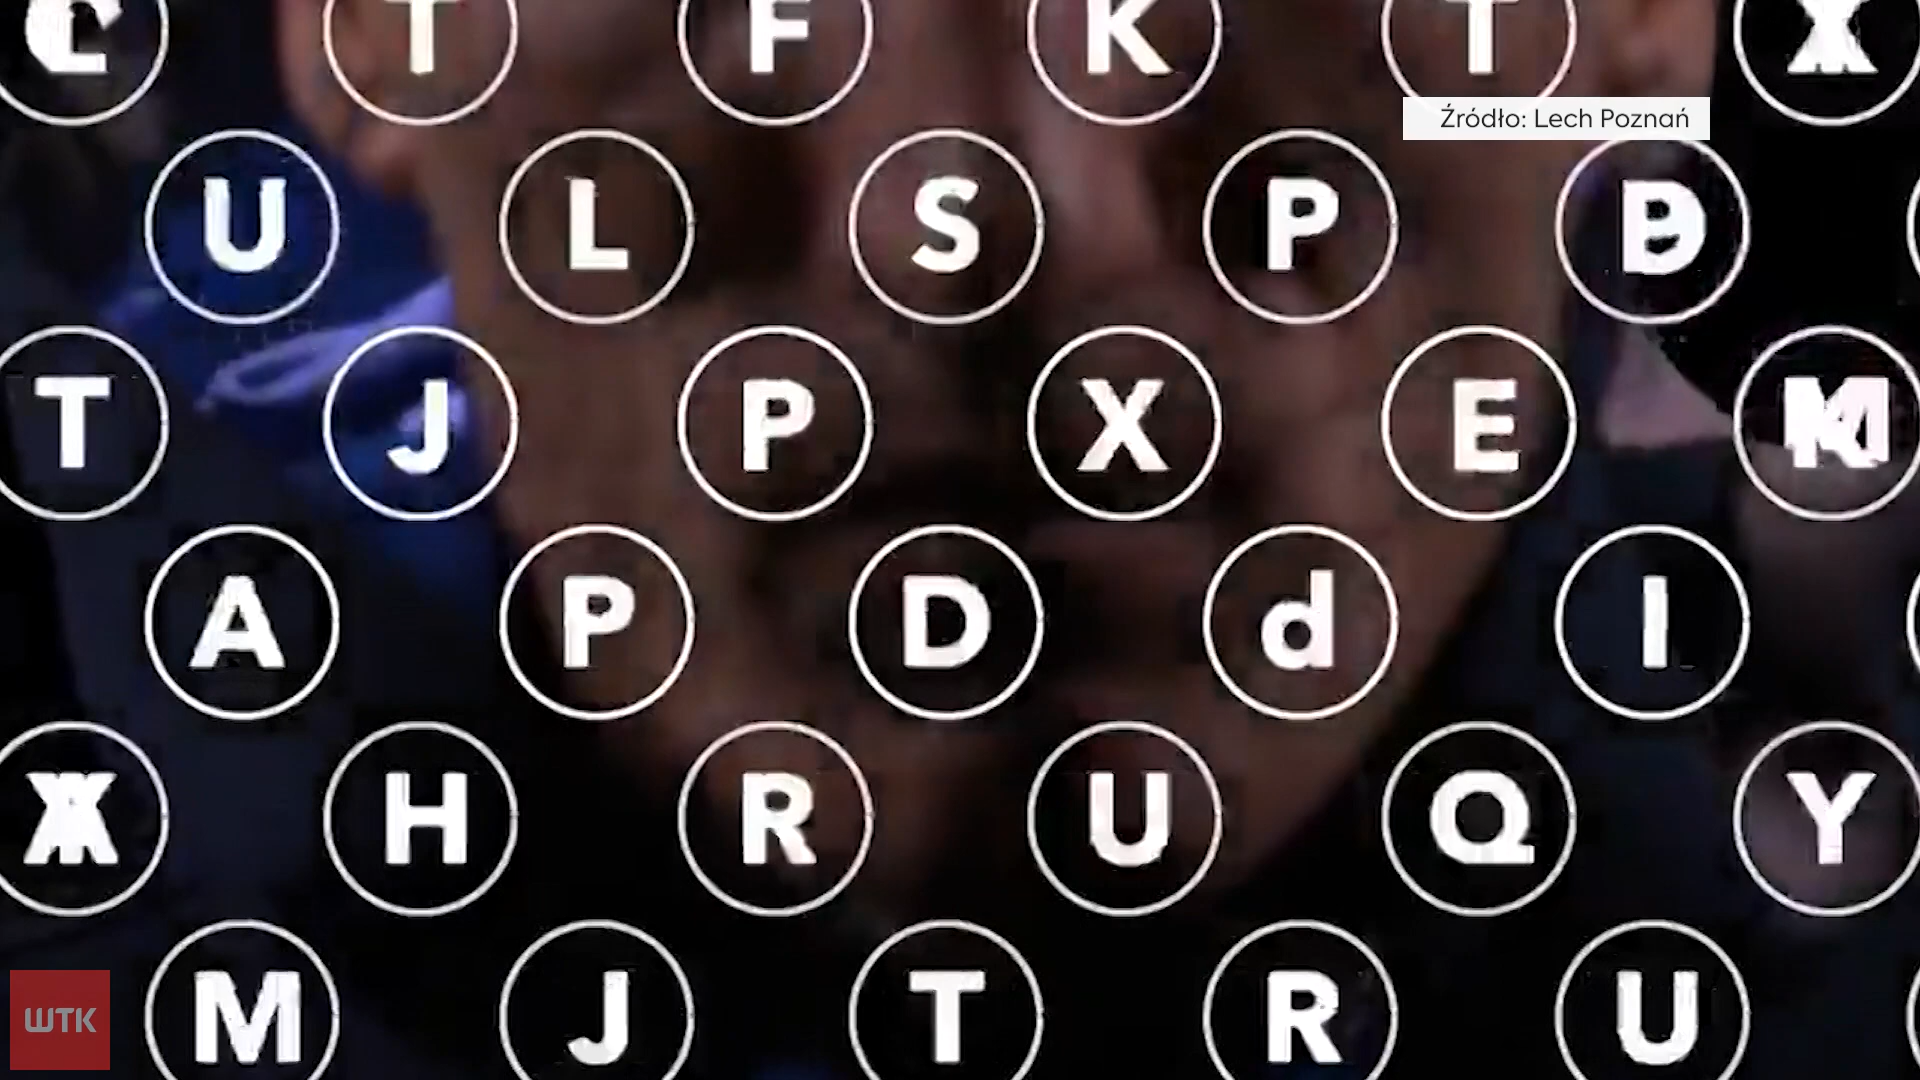 T F K T
Źródło: Lech Poznań
U L S P
T J P X E
A P D d I
H R U Q Y
M J T R U
WTK